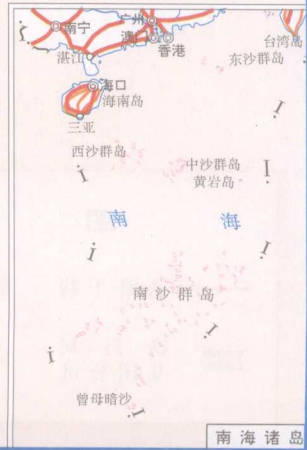 南宁
广州
澳门
香港
台湾岛
湛江
东沙群岛
海口
海南岛
三亚
西沙群岛
中沙群岛
黄岩岛
南海
南沙群岛
曾母暗沙
南海诸岛